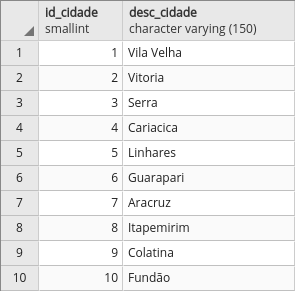 id_cidade desc_cidade
smallint character varying (150)
1 1 Vila Velha
2 2 Vitoria
3 3 Serra
4 4 Cariacica
5 5 Linhares
6 6 Guarapari
7 7 Aracruz
8 8 Itapemirim
9 9 Colatina
10 10 Fundão